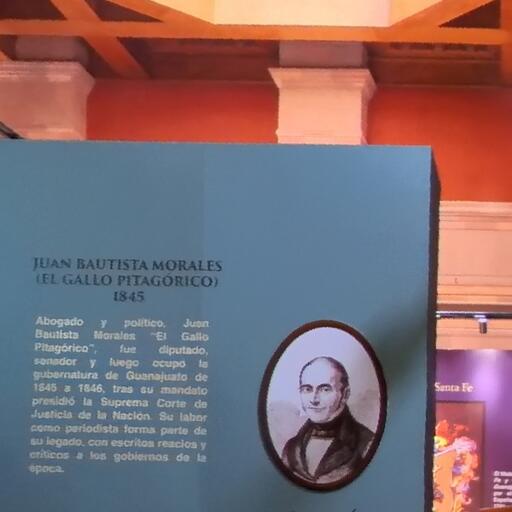 JUAN BAUTISTA MORALES
(EL GALLO PITAGÓRICO)
1845
Abogado y político, Juan
Bautista Morales "El Gallo
Pitagórico", fue diputado,
senador y luego ocupó la
gubernatura de Guanajuato de
1845 a 1846, tras su mandato
presidió la Suprema Corte de
Justicia de la Nación. Su labor
como periodista forma parte de
su legado, con escritos reacios y
críticos a los gobiernos de la
época.
Santa Fe